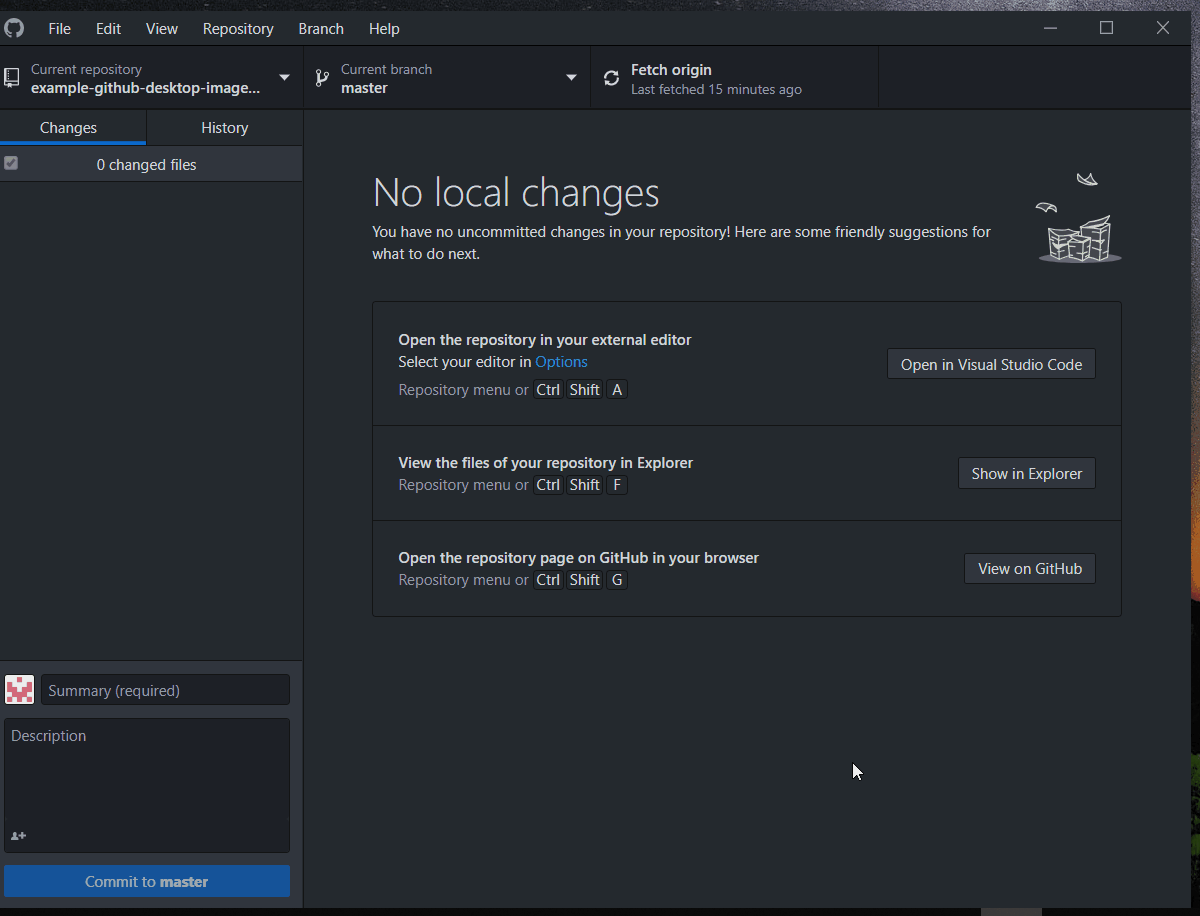 File Edit View Repository Branch Help
Current repository
example-github-desktop-image...
Current branch
master
Fetch origin
Last fetched 15 minutes ago
Changes History
0 changed files
No local changes
You have no uncommitted changes in your repository! Here are some friendly suggestions for
what to do next.
Open the repository in your external editor
Select your editor in Options
Repository menu or Ctrl Shift A
Open in Visual Studio Code
View the files of your repository in Explorer
Repository menu or Ctrl Shift F
Show in Explorer
Open the repository page on GitHub in your browser
Repository menu or Ctrl Shift G
View on GitHub
Summary (required)
Description
Commit to master